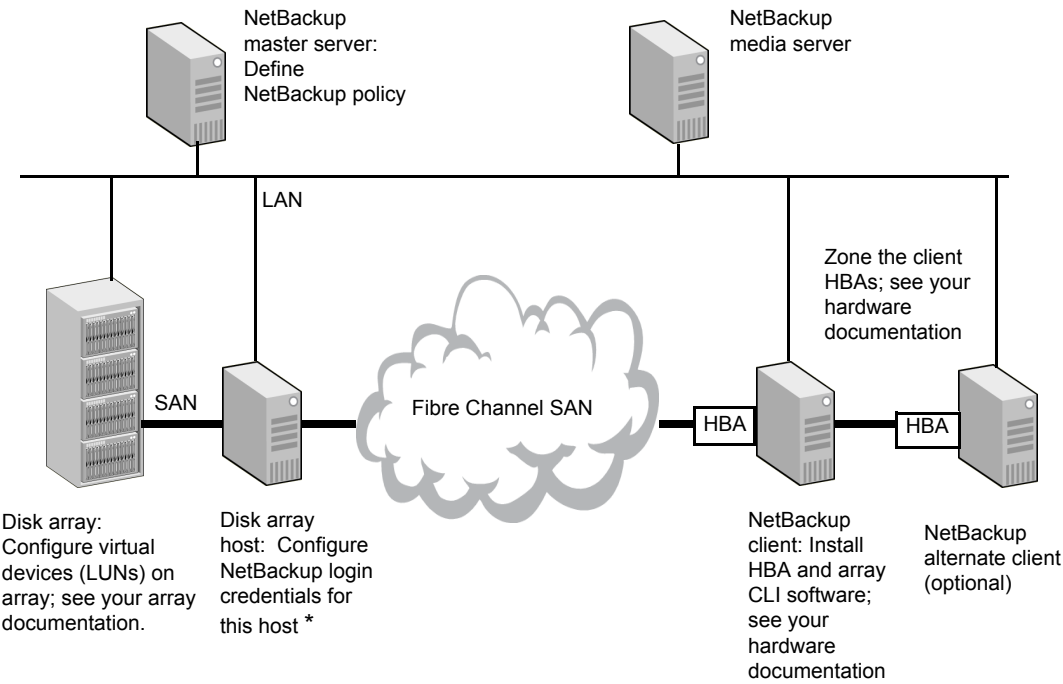 NetBackup
master server:
Define
NetBackup policy
NetBackup
media server
LAN
Zone the client
HBAs; see your
hardware
documentation
SAN
Fibre Channel SAN
HBA
HBA
Disk array:
Configure virtual
devices (LUNs) on
array; see your array
documentation.
Disk array
host: Configure
NetBackup login
credentials for
this host *
NetBackup
client: Install
HBA and array
CLI software;
see your
hardware
documentation
NetBackup
alternate client
(optional)